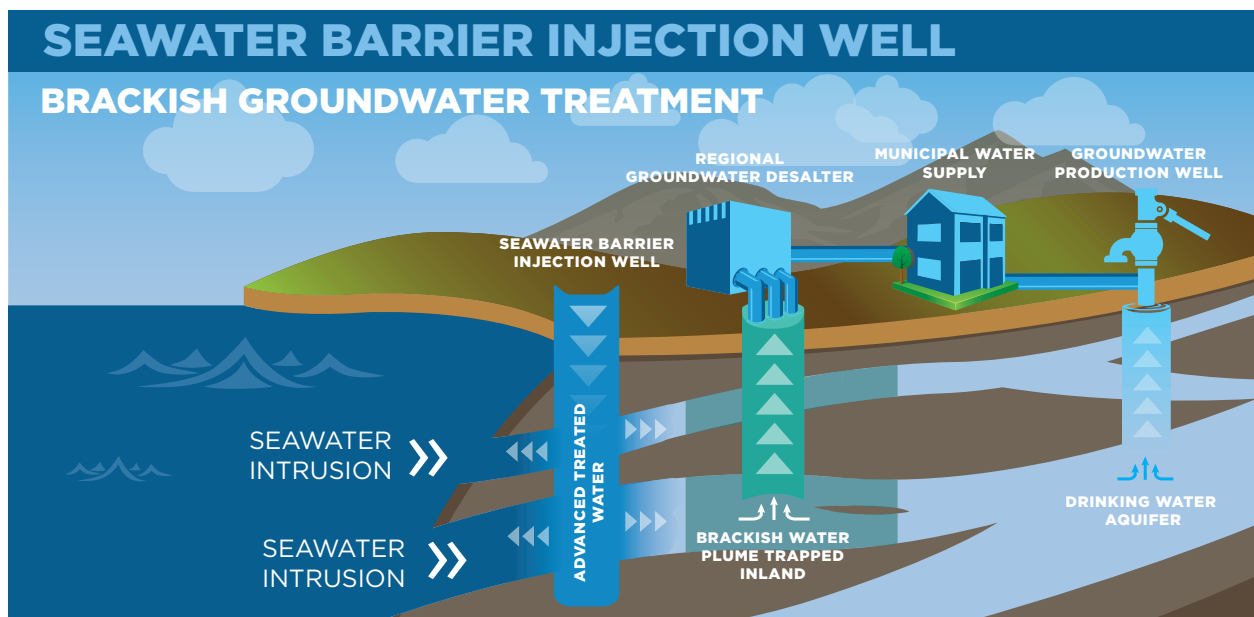 SEAWATER BARRIER INJECTION WELL
BRACKISH GROUNDWATER TREATMENT
REGIONAL
GROUNDWATER DESALTER
MUNICIPAL WATER
SUPPLY
GROUNDWATER
PRODUCTION WELL
SEAWATER BARRIER
INJECTION WELL
SEAWATER
INTRUSION
SEAWATER
INTRUSION
ADVANCED TREATED
WATER
BRACKISH WATER
PLUME TRAPPED
INLAND
DRINKING WATER
AQUIFER